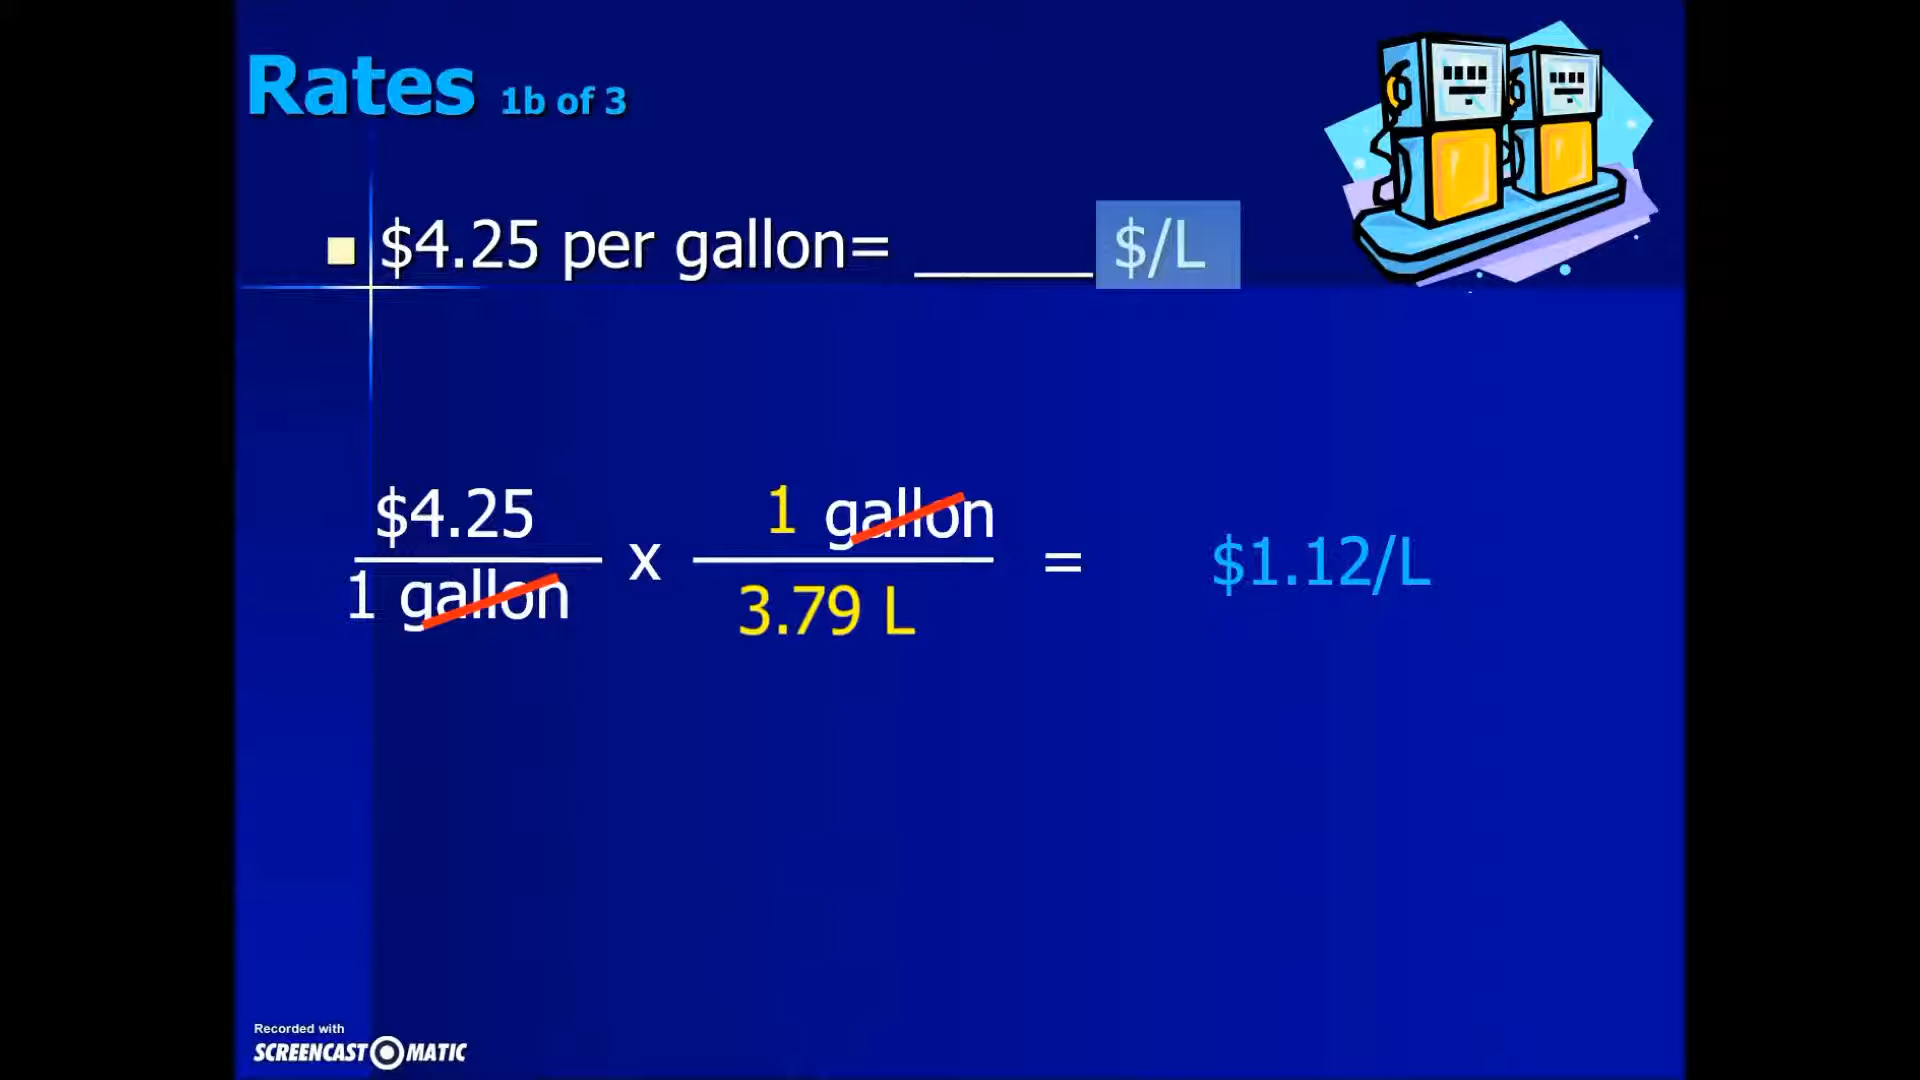 Rates 1b of 3
$4.25 per gallon= ______ $/L
$4.25
1 gallon
x
1 gallon
3.79 L
=
$1.12/L
Recorded with
SCREENCAST MATIC